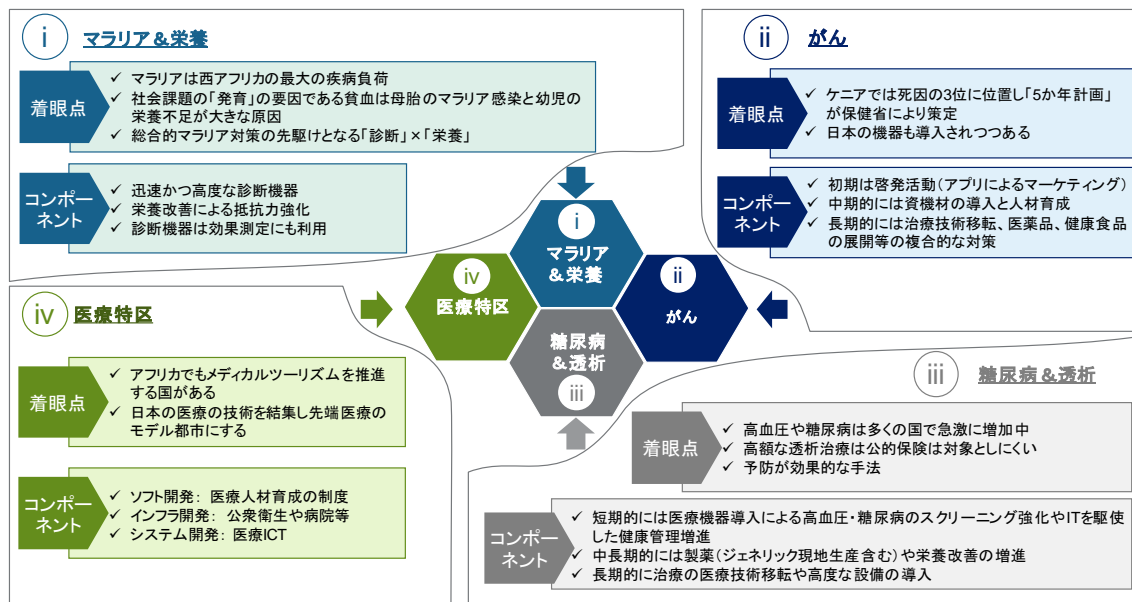 i マラリア&栄養
着眼点
✓ マラリアは西アフリカの最大の疾病負荷
✓ 社会課題の「発育」の要因である貧血は母胎のマラリア感染と幼児の
栄養不足が大きな原因
✓ 総合的マラリア対策の先駆けとなる「診断」×「栄養」
コンポー
ネント
✓ 迅速かつ高度な診断機器
✓ 栄養改善による抵抗力強化
✓ 診断機器は効果測定にも利用
ii がん
着眼点
✓ ケニアでは死因の3位に位置し「5か年計画」
が保健省により策定
✓ 日本の機器も導入されつつある
コンポー
ネント
✓ 初期は啓発活動(アプリによるマーケティング)
✓ 中期的には資機材の導入と人材育成
✓ 長期的には治療技術移転、医薬品、健康食品
の展開等の複合的な対策
i
マラリア
&栄養
iv
医療特区
ii
がん
糖尿病
&透析
iii
iv 医療特区
着眼点
✓ アフリカでもメディカルツーリズムを推進
する国がある
✓ 日本の医療の技術を結集し先端医療の
モデル都市にする
コンポー
ネント
✓ ソフト開発: 医療人材育成の制度
✓ インフラ開発: 公衆衛生や病院等
✓ システム開発:医療ICT
iii 糖尿病&透析
着眼点
✓ 高血圧や糖尿病は多くの国で急激に増加中
✓ 高額な透析治療は公的保険は対象としにくい
✓ 予防が効果的な手法
コンポー
ネント
✓ 短期的には医療機器導入による高血圧・糖尿病のスクリーニング強化やITを駆使
した健康管理増進
✓ 中長期的には製薬(ジェネリック現地生産含む)や栄養改善の増進
✓ 長期的に治療の医療技術移転や高度な設備の導入